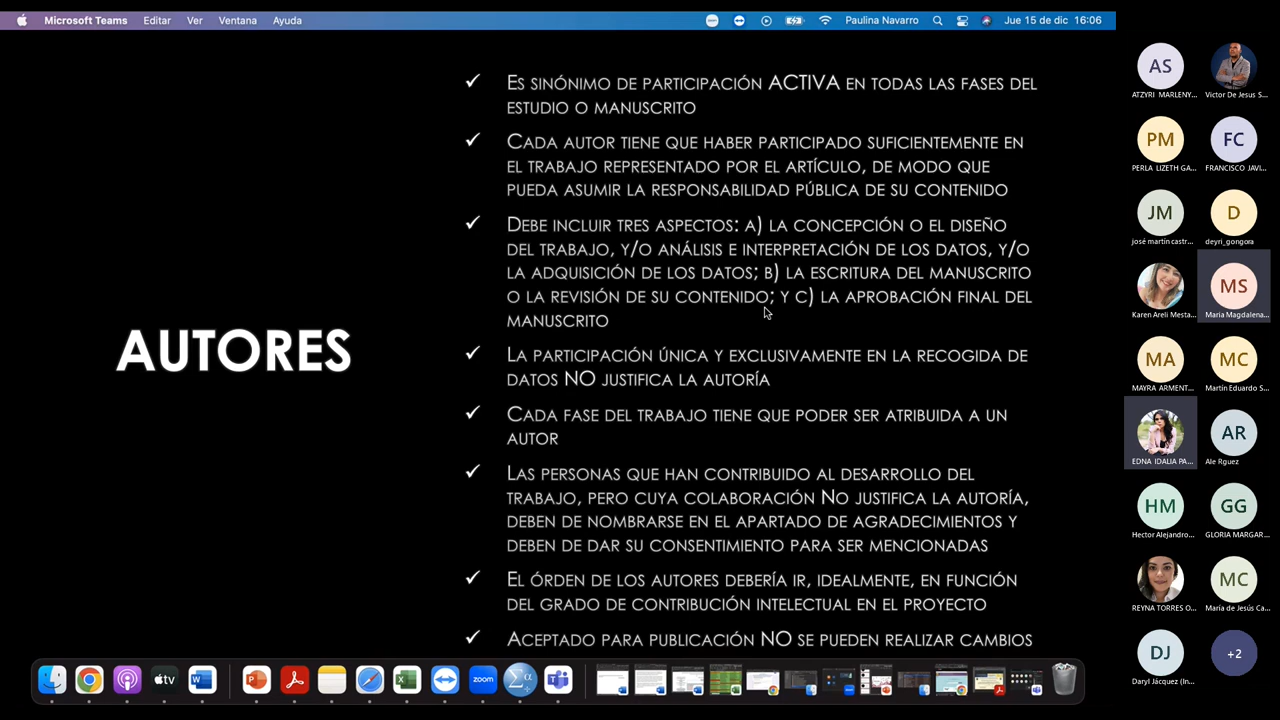 Microsoft Teams Editar Ver Ventana Ayuda Paulina Navarro Jue 15 de dic 16:06
AUTORES
✓ Es sinónimo de participación ACTIVA en todas las fases del
estudio o manuscrito
✓ Cada autor tiene que haber participado suficientemente en
el trabajo representado por el artículo, de modo que
pueda asumir la responsabilidad pública de su contenido
✓ Debe incluir tres aspectos: a) la concepción o el diseño
del trabajo, y/o análisis e interpretación de los datos, y/o
la adquisición de los datos; b) la escritura del manuscrito
o la revisión de su contenido; y c) la aprobación final del
manuscrito
✓ La participación única y exclusivamente en la recogida de
datos NO justifica la autoría
✓ Cada fase del trabajo tiene que poder ser atribuida a un
autor
✓ Las personas que han contribuido al desarrollo del
trabajo, pero cuya colaboración No justifica la autoría,
deben de nombrarse en el apartado de agradecimientos y
deben de dar su consentimiento para ser mencionadas
✓ El órden de los autores debería ir, idealmente, en función
del grado de contribución intelectual en el proyecto
✓ Aceptado para publicación NO se pueden realizar cambios
tv
zoom
AS
ATZYRI MARLENY... Victor De Jesus S...
PM FC
PERLA LIZETH GA... FRANCISCO JAVI...
JM D
josé martín castr... deyri_gongora
MS
Karen Areli Mesta... Maria Magdalena...
MA MC
MAYRA ARMENT... Martín Eduardo S...
AR
EDNA IDALIA PA... Ale Rguez
HM GG
Hector Alejandro... GLORIA MARGAR...
MC
REYNA TORRES O... María de Jesús Ca...
DJ +2
Daryl Jácquez (In...